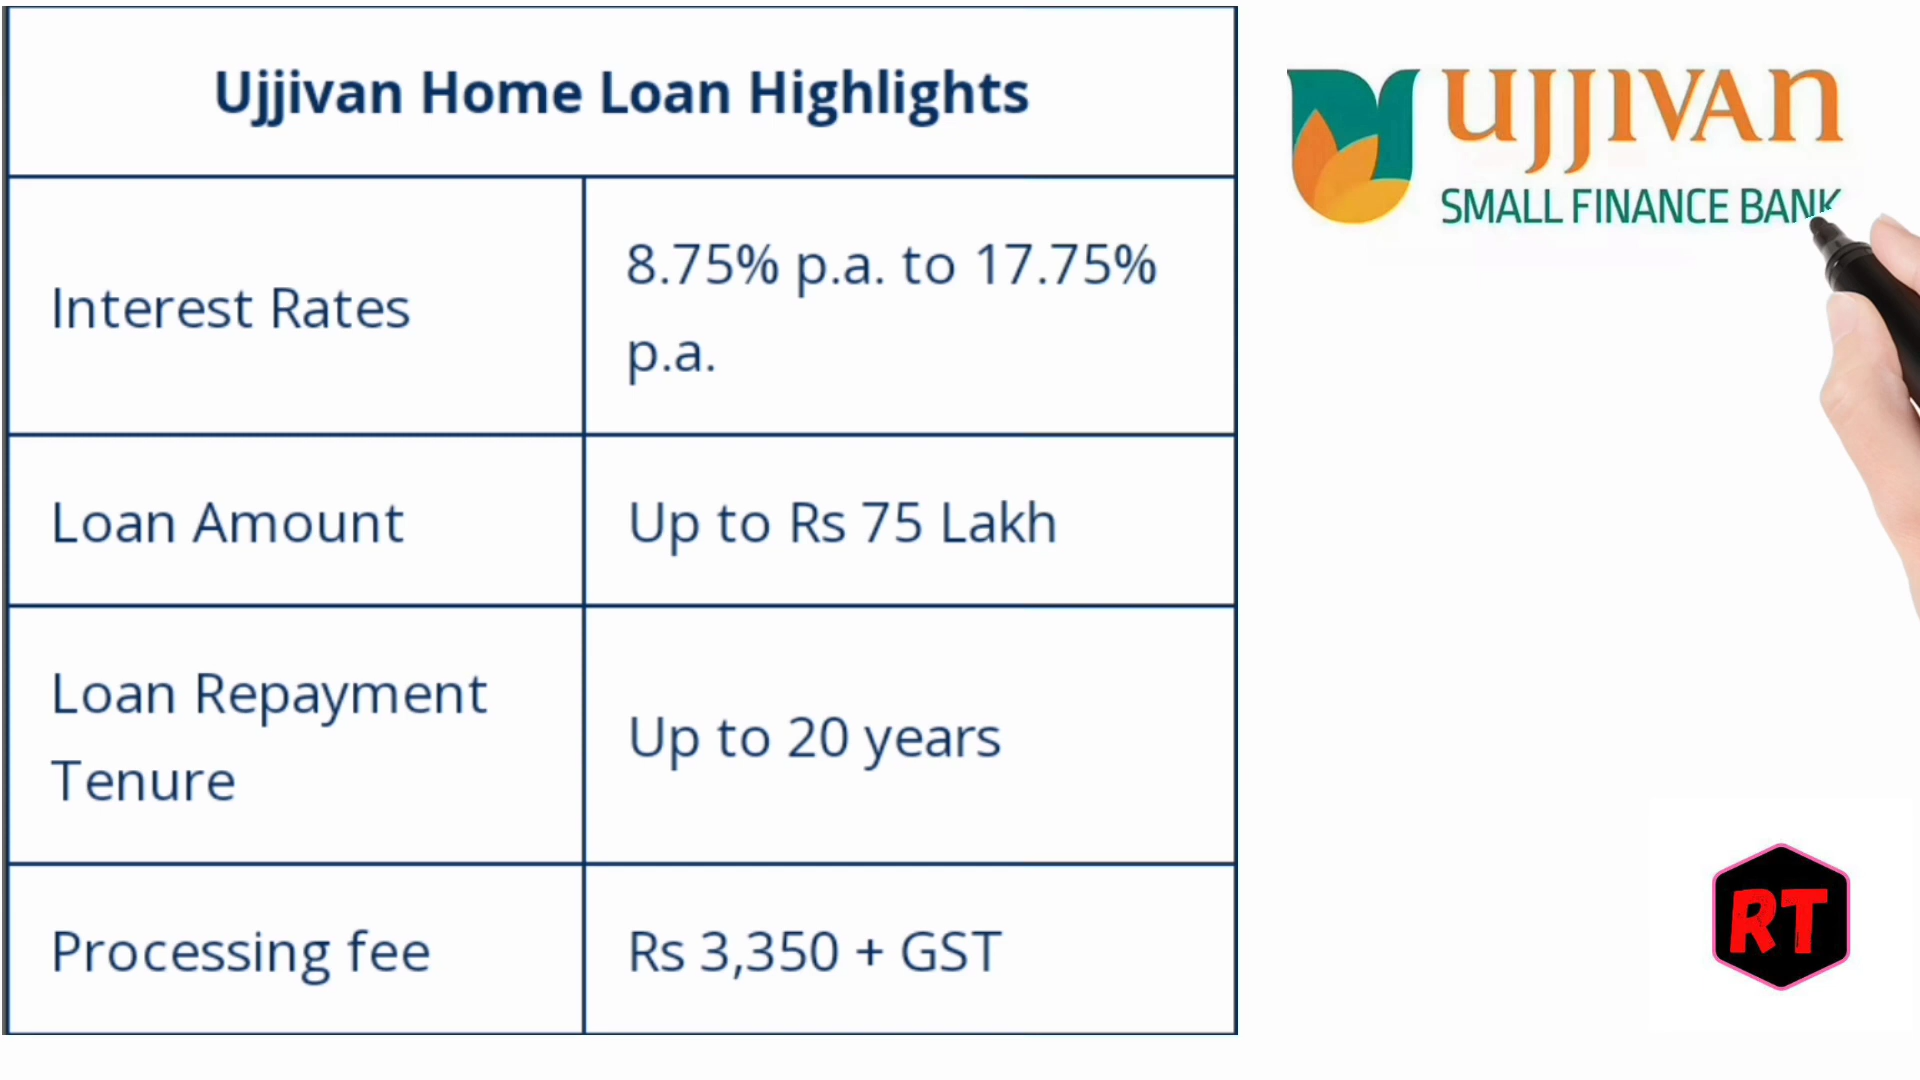 Ujjivan Home Loan Highlights
Interest Rates
8.75% p.a. to 17.75%
p.a.
Loan Amount
Up to Rs 75 Lakh
Loan Repayment
Tenure
Up to 20 years
Processing fee
Rs 3,350 + GST
UJJIVAN
SMALL FINANCE BANK
RT